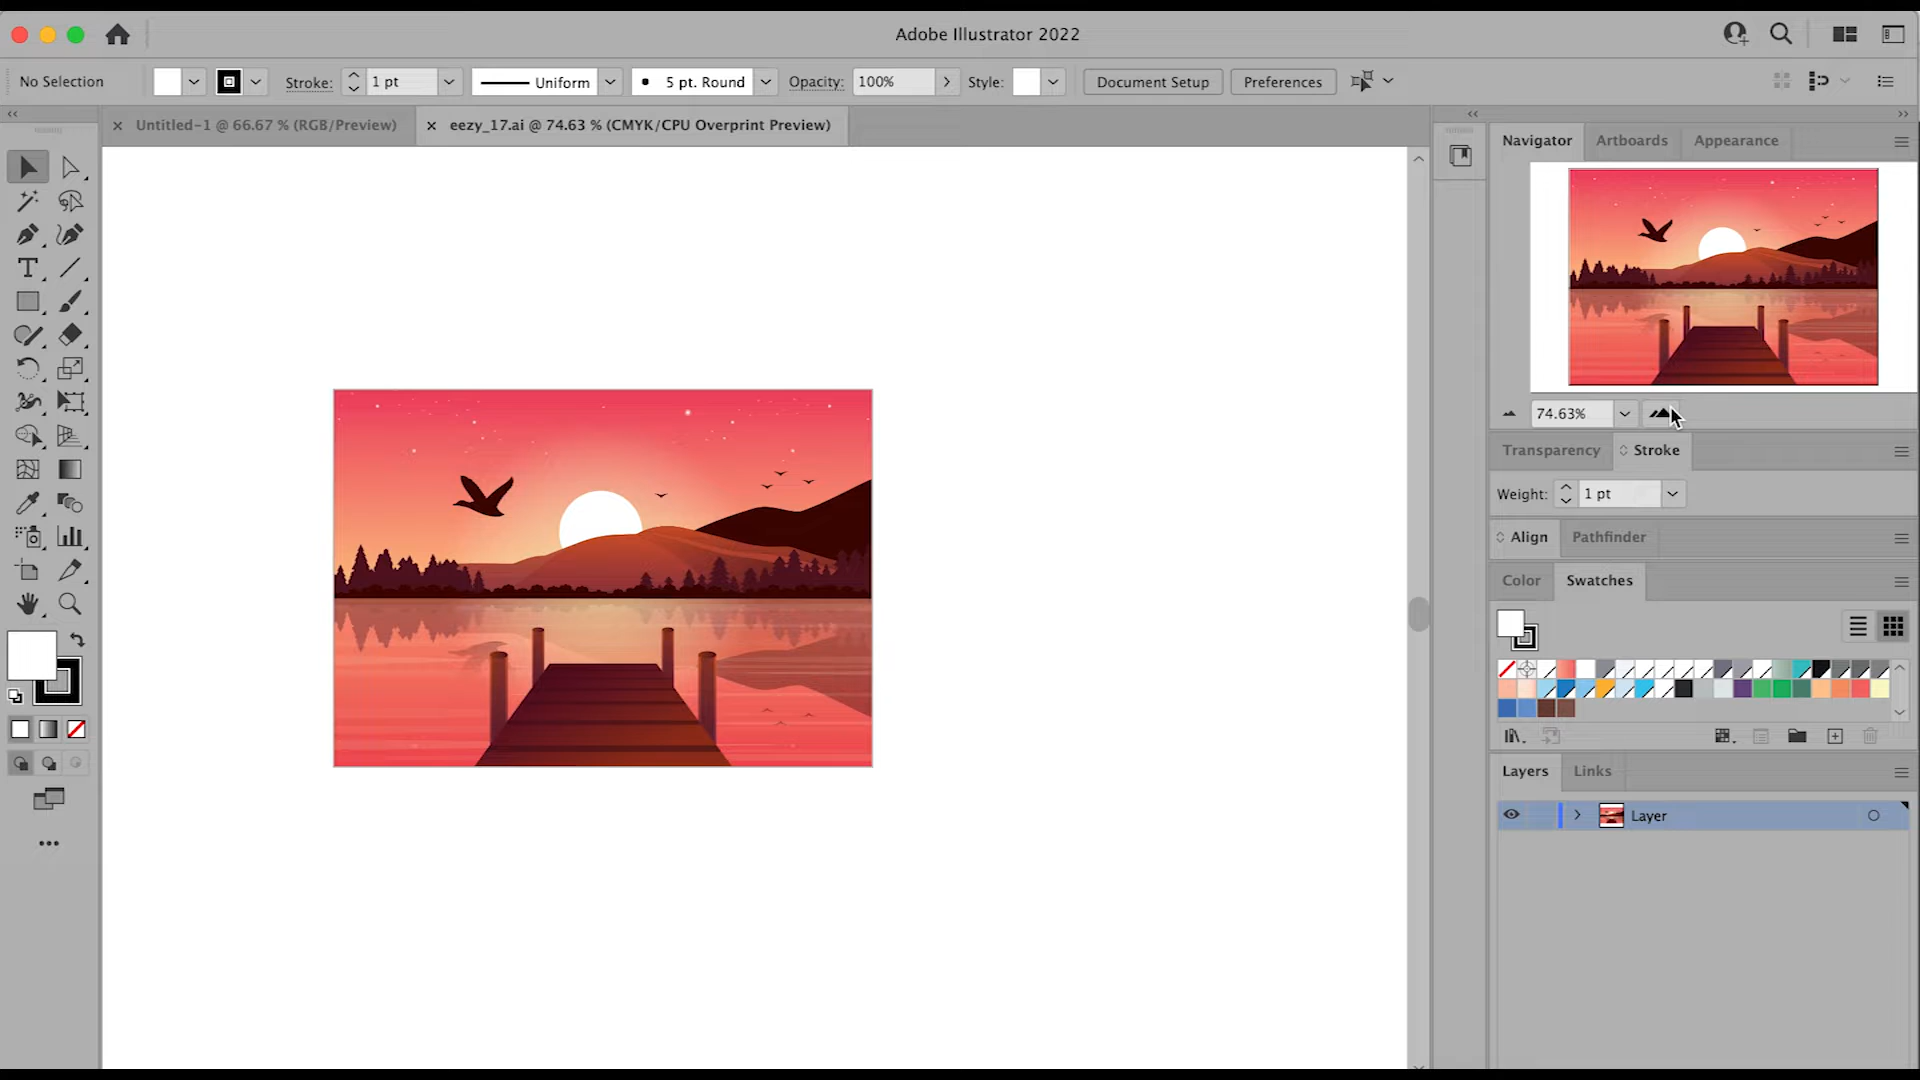 Adobe Illustrator 2022
No Selection
Stroke: 1 pt Uniform 5 pt. Round Opacity: 100% Style: Document Setup Preferences
Untitled-1 @ 66.67 % (RGB/Preview) eezy_17.ai @ 74.63 % (CMYK/CPU Overprint Preview)
Navigator Artboards Appearance
74.63%
Transparency Stroke
Weight: 1 pt
Align Pathfinder
Color Swatches
Layers Links
Layer